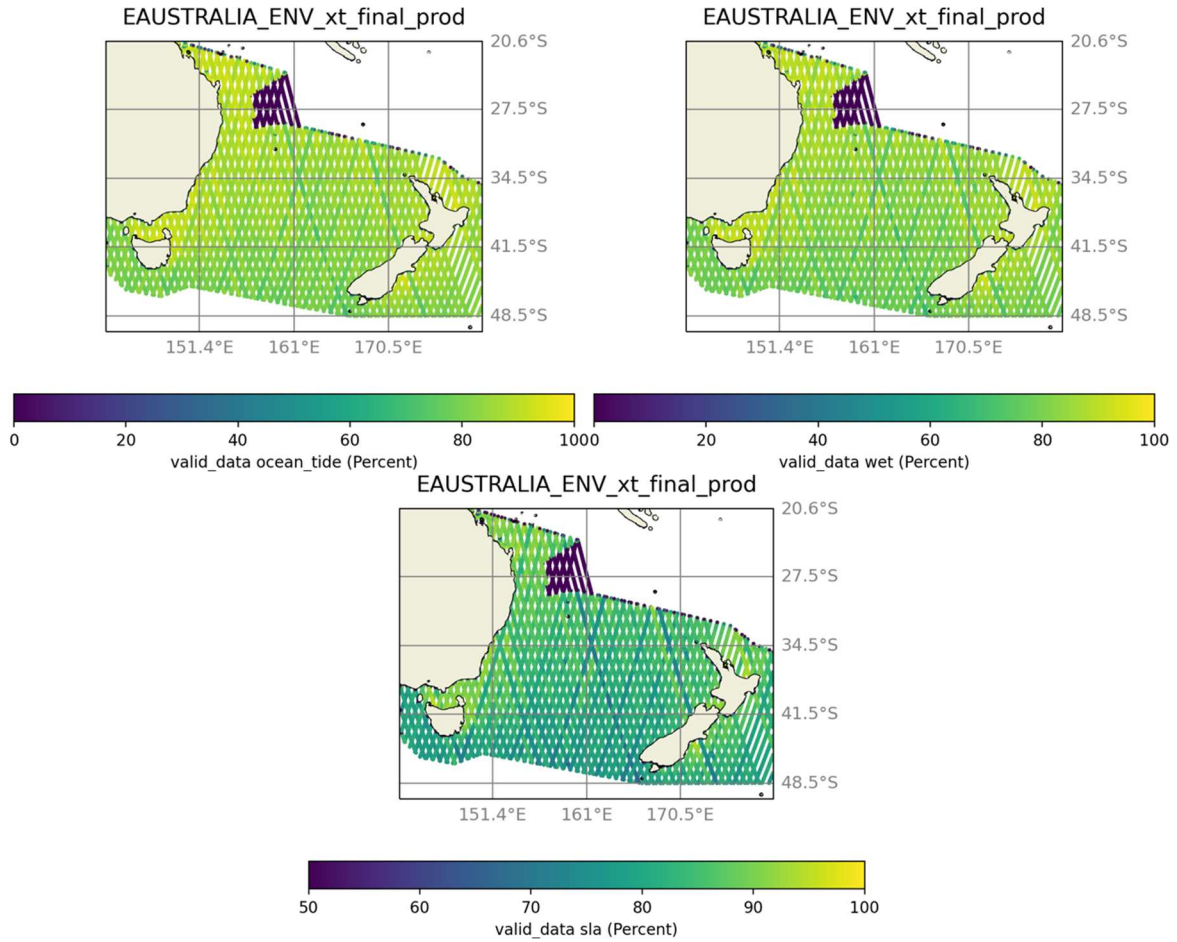 EAUSTRALIA_ENV_xt_final_prod
20.6°S
27.5°S
34.5°S
41.5°S
48.5°S
151.4°E 161°E 170.5°E
0 20 40 60 80 100
valid_data ocean_tide (Percent)
EAUSTRALIA_ENV_xt_final_prod
20.6°S
27.5°S
34.5°S
41.5°S
48.5°S
151.4°E 161°E 170.5°E
0 20 40 60 80 100
valid_data wet (Percent)
EAUSTRALIA_ENV_xt_final_prod
20.6°S
27.5°S
34.5°S
41.5°S
48.5°S
151.4°E 161°E 170.5°E
50 60 70 80 90 100
valid_data sla (Percent)